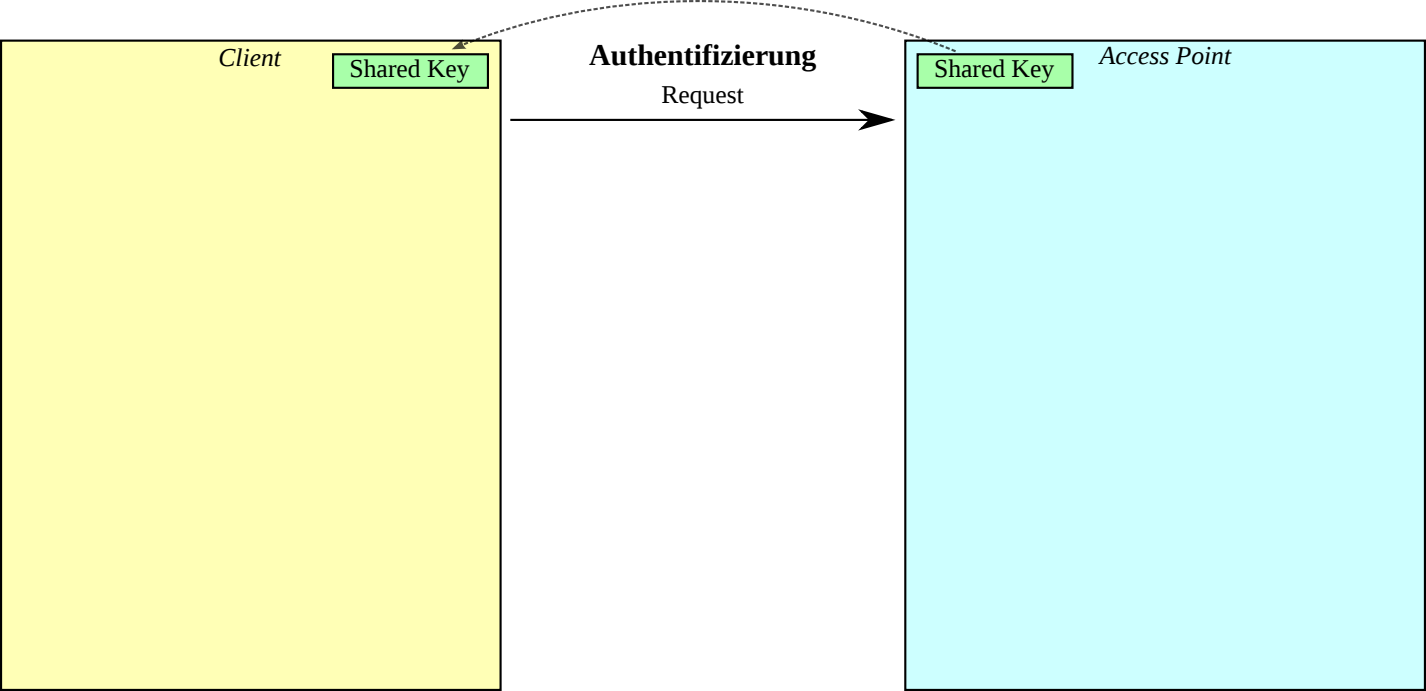 Client
Shared Key
Authentifizierung
Request
Shared Key
Access Point